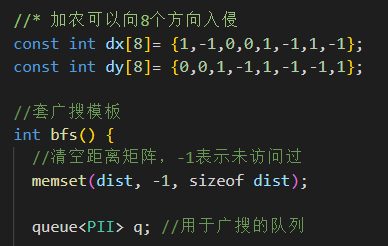 //* 加农可以向8个方向入侵
const int dx[8]= {1,-1,0,0,1,-1,1,-1};
const int dy[8]= {0,0,1,-1,1,-1,-1,1};
//套广搜模板
int bfs() {
//清空距离矩阵，-1表示未访问过
memset(dist, -1, sizeof dist);
queue<PII> q; //用于广搜的队列